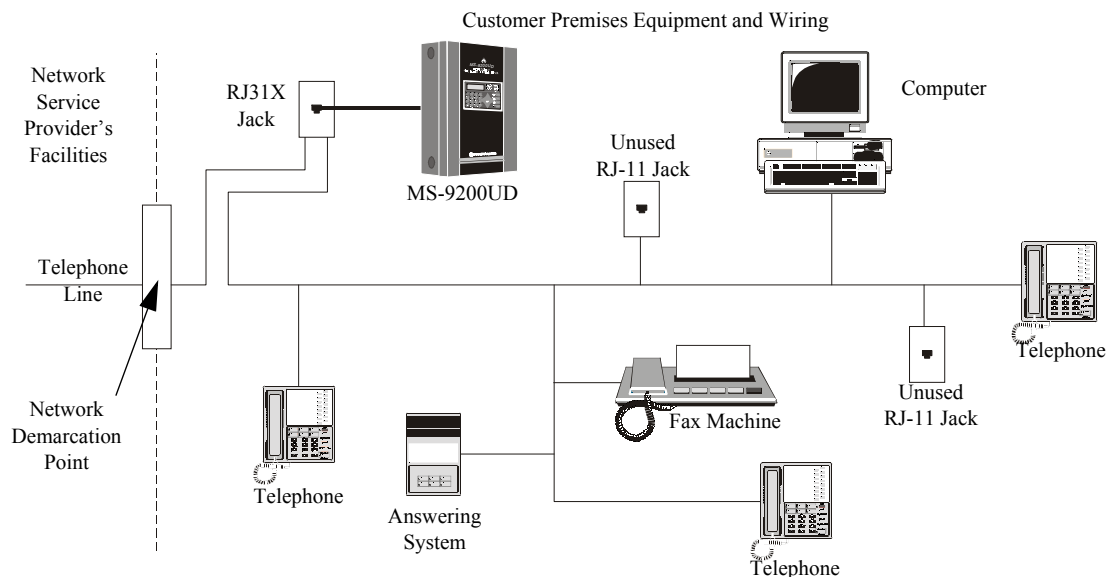 Customer Premises Equipment and Wiring
Network
Service
Provider's
Facilities
RJ31X
Jack
MS-9200UD
Unused
RJ-11 Jack
Computer
Telephone
Line
Telephone
Network
Demarcation
Point
Telephone
Answering
System
Fax Machine
Unused
RJ-11 Jack
Telephone